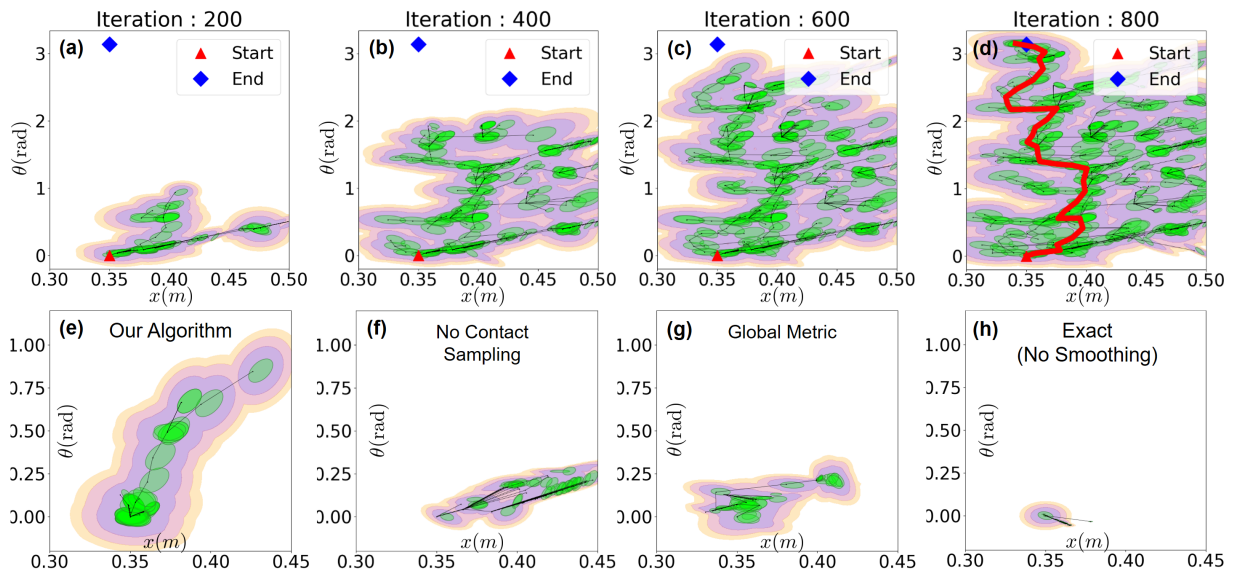 Iteration : 200
(a)
Start
End
3
2
1
0
θ(rad)
0.30 0.35 0.40 0.45 0.50
x(m)
Iteration : 400
(b)
Start
End
3
2
1
0
θ(rad)
0.30 0.35 0.40 0.45 0.50
x(m)
Iteration : 600
(c)
Start
End
3
2
1
0
θ(rad)
0.30 0.35 0.40 0.45 0.50
x(m)
Iteration : 800
(d)
Start
End
3
2
1
0
θ(rad)
0.30 0.35 0.40 0.45 0.50
x(m)
(e)
Our Algorithm
1.00
0.75
0.50
0.25
0.00
θ(rad)
x(m)
0.30 0.35 0.40 0.45
(f)
No Contact
Sampling
1.00
0.75
0.50
0.25
0.00
θ(rad)
x(m)
0.30 0.35 0.40 0.45
(g)
Global Metric
1.00
0.75
0.50
0.25
0.00
θ(rad)
x(m)
0.30 0.35 0.40 0.45
(h)
Exact
(No Smoothing)
1.00
0.75
0.50
0.25
0.00
θ(rad)
x(m)
0.30 0.35 0.40 0.45